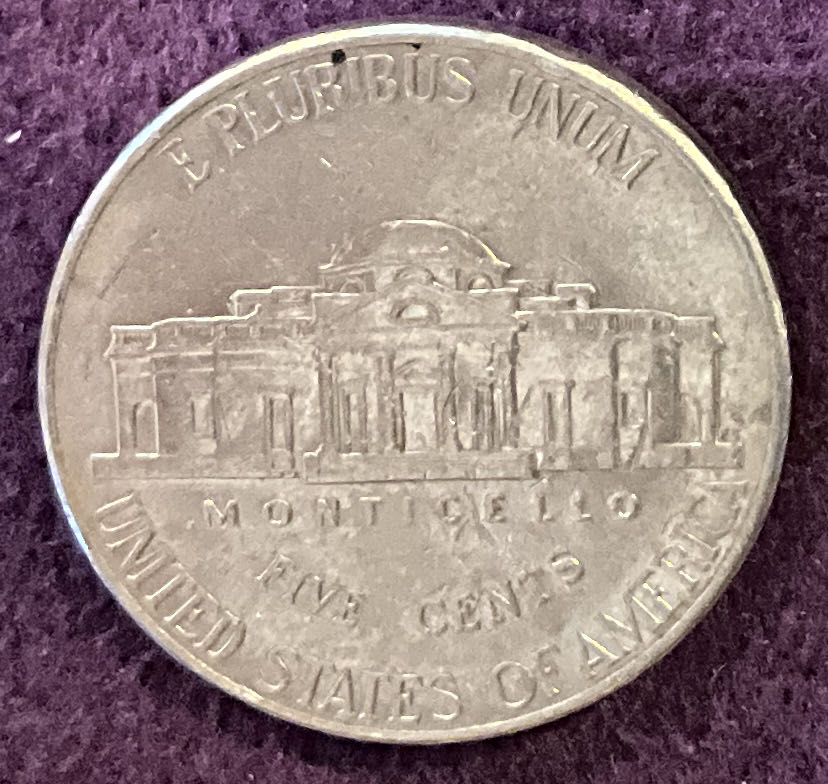 E PLURIBUS UNUM
MONTICELLO
FIVE CENTS
UNITED STATES OF AMERICA